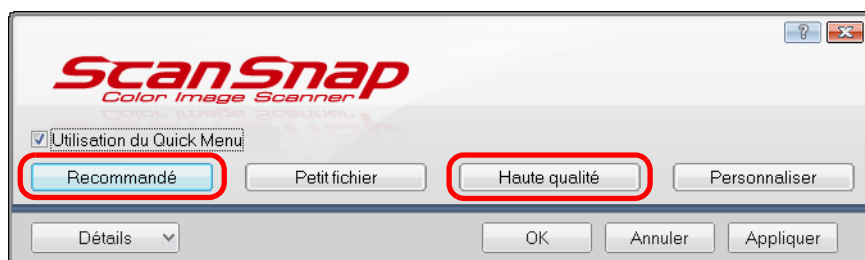 ScanSnap
Color Image Scanner
Utilisation du Quick Menu
Recommandé Petit fichier Haute qualité Personnaliser
Détails OK Annuler Appliquer